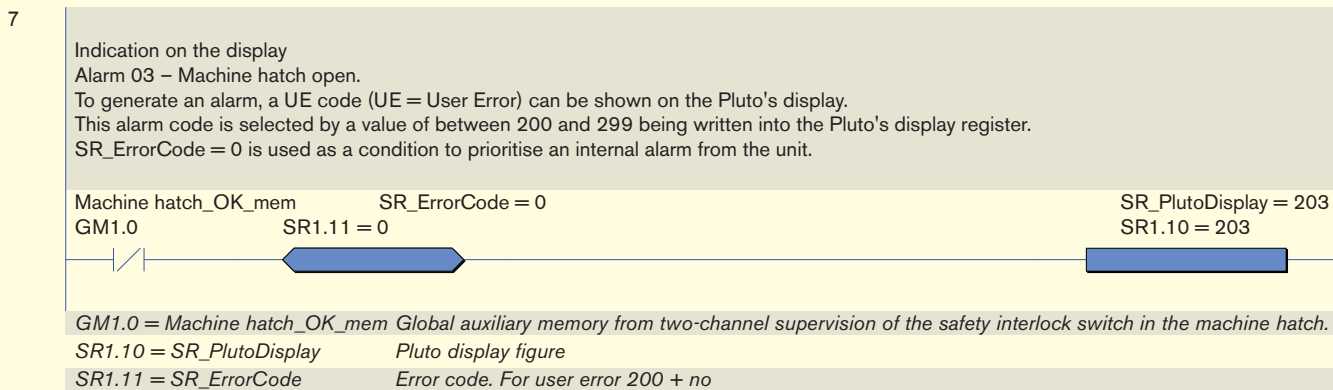 7
Indication on the display
Alarm 03 – Machine hatch open.
To generate an alarm, a UE code (UE = User Error) can be shown on the Pluto's display.
This alarm code is selected by a value of between 200 and 299 being written into the Pluto's display register.
SR_ErrorCode = 0 is used as a condition to prioritise an internal alarm from the unit.
Machine hatch_OK_mem SR_ErrorCode = 0 SR_PlutoDisplay = 203
GM1.0 SR1.11 = 0 SR1.10 = 203
GM1.0 = Machine hatch_OK_mem Global auxiliary memory from two-channel supervision of the safety interlock switch in the machine hatch.
SR1.10 = SR_PlutoDisplay Pluto display figure
SR1.11 = SR_ErrorCode Error code. For user error 200 + no